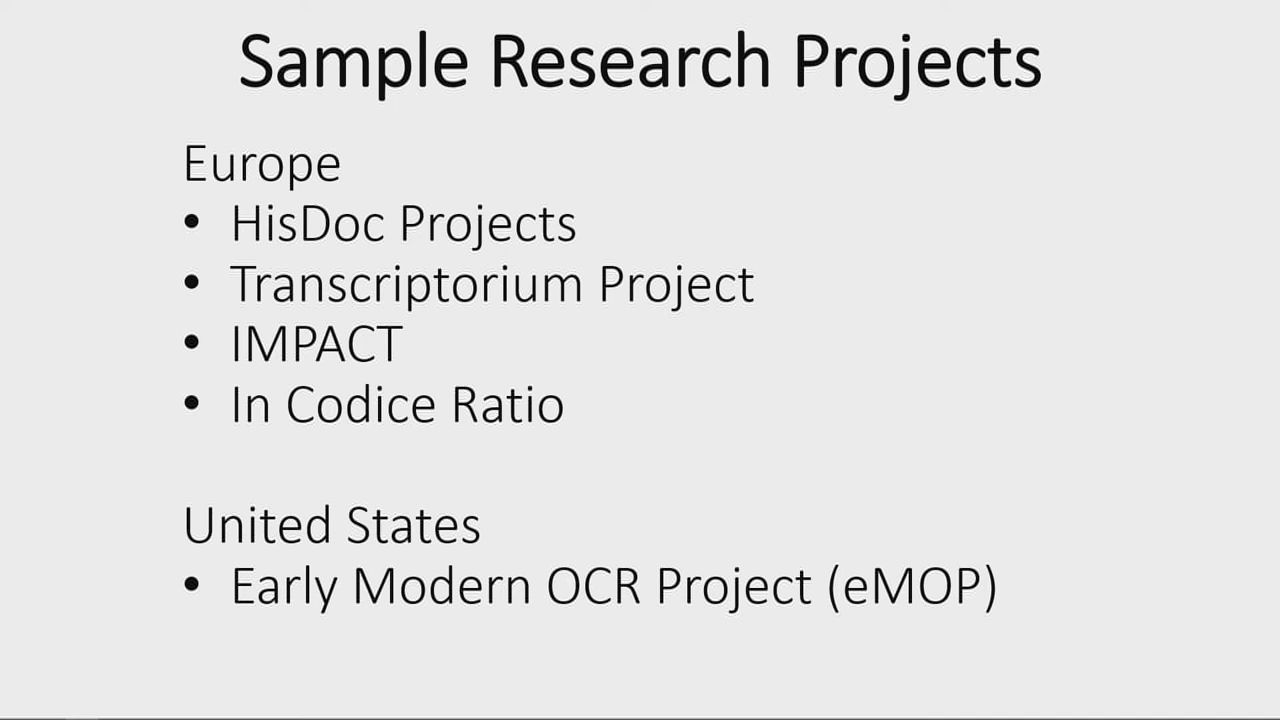 Sample Research Projects
Europe
• HisDoc Projects
• Transcriptorium Project
• IMPACT
• In Codice Ratio
United States
• Early Modern OCR Project (eMOP)